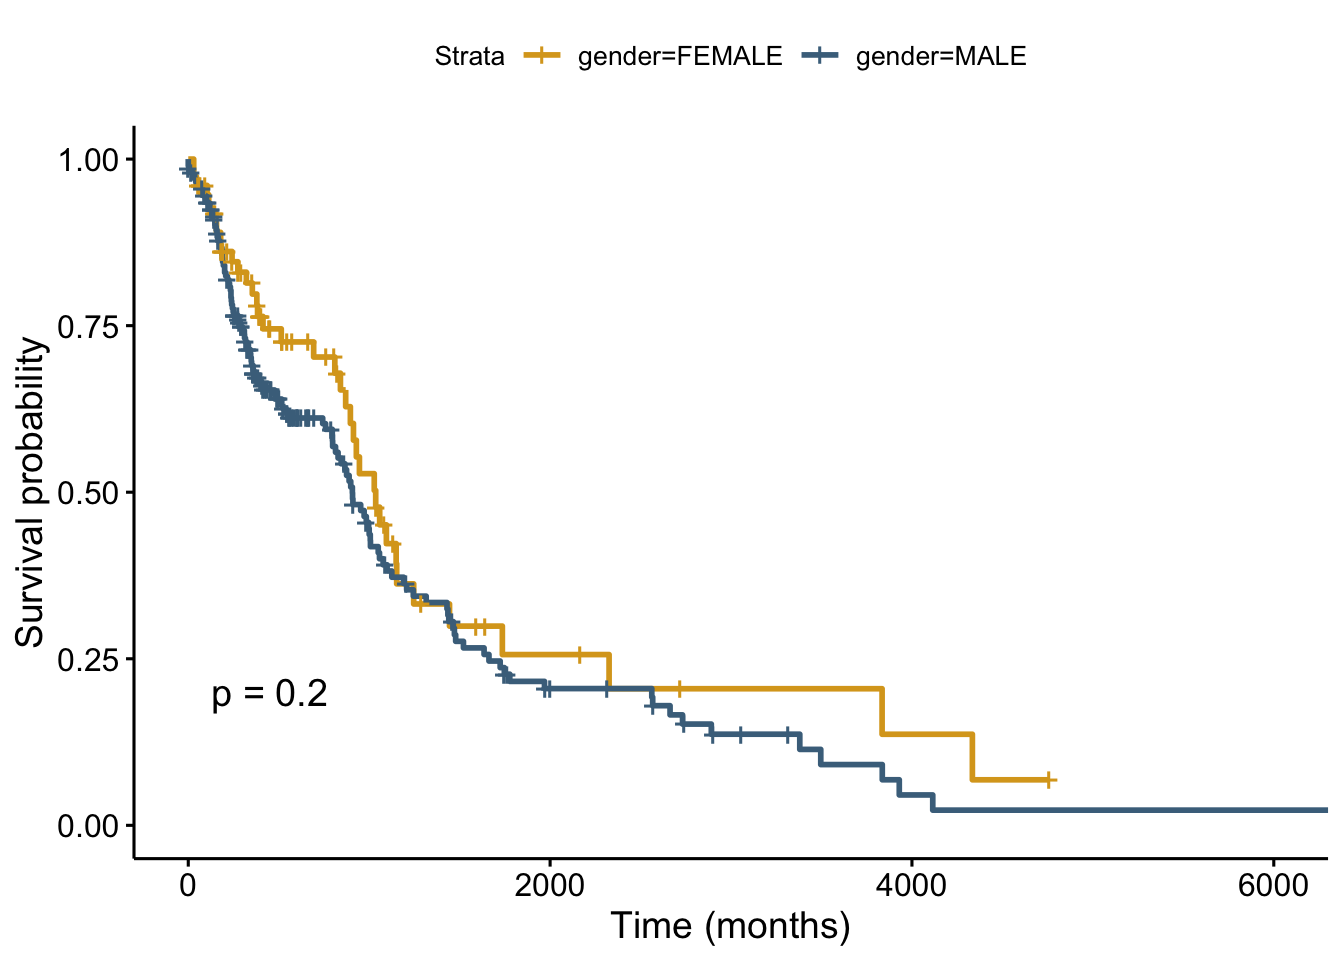 Strata gender=FEMALE gender=MALE
Survival probability
1.00
0.75
0.50
0.25
0.00
p = 0.2
0 2000 4000 6000
Time (months)